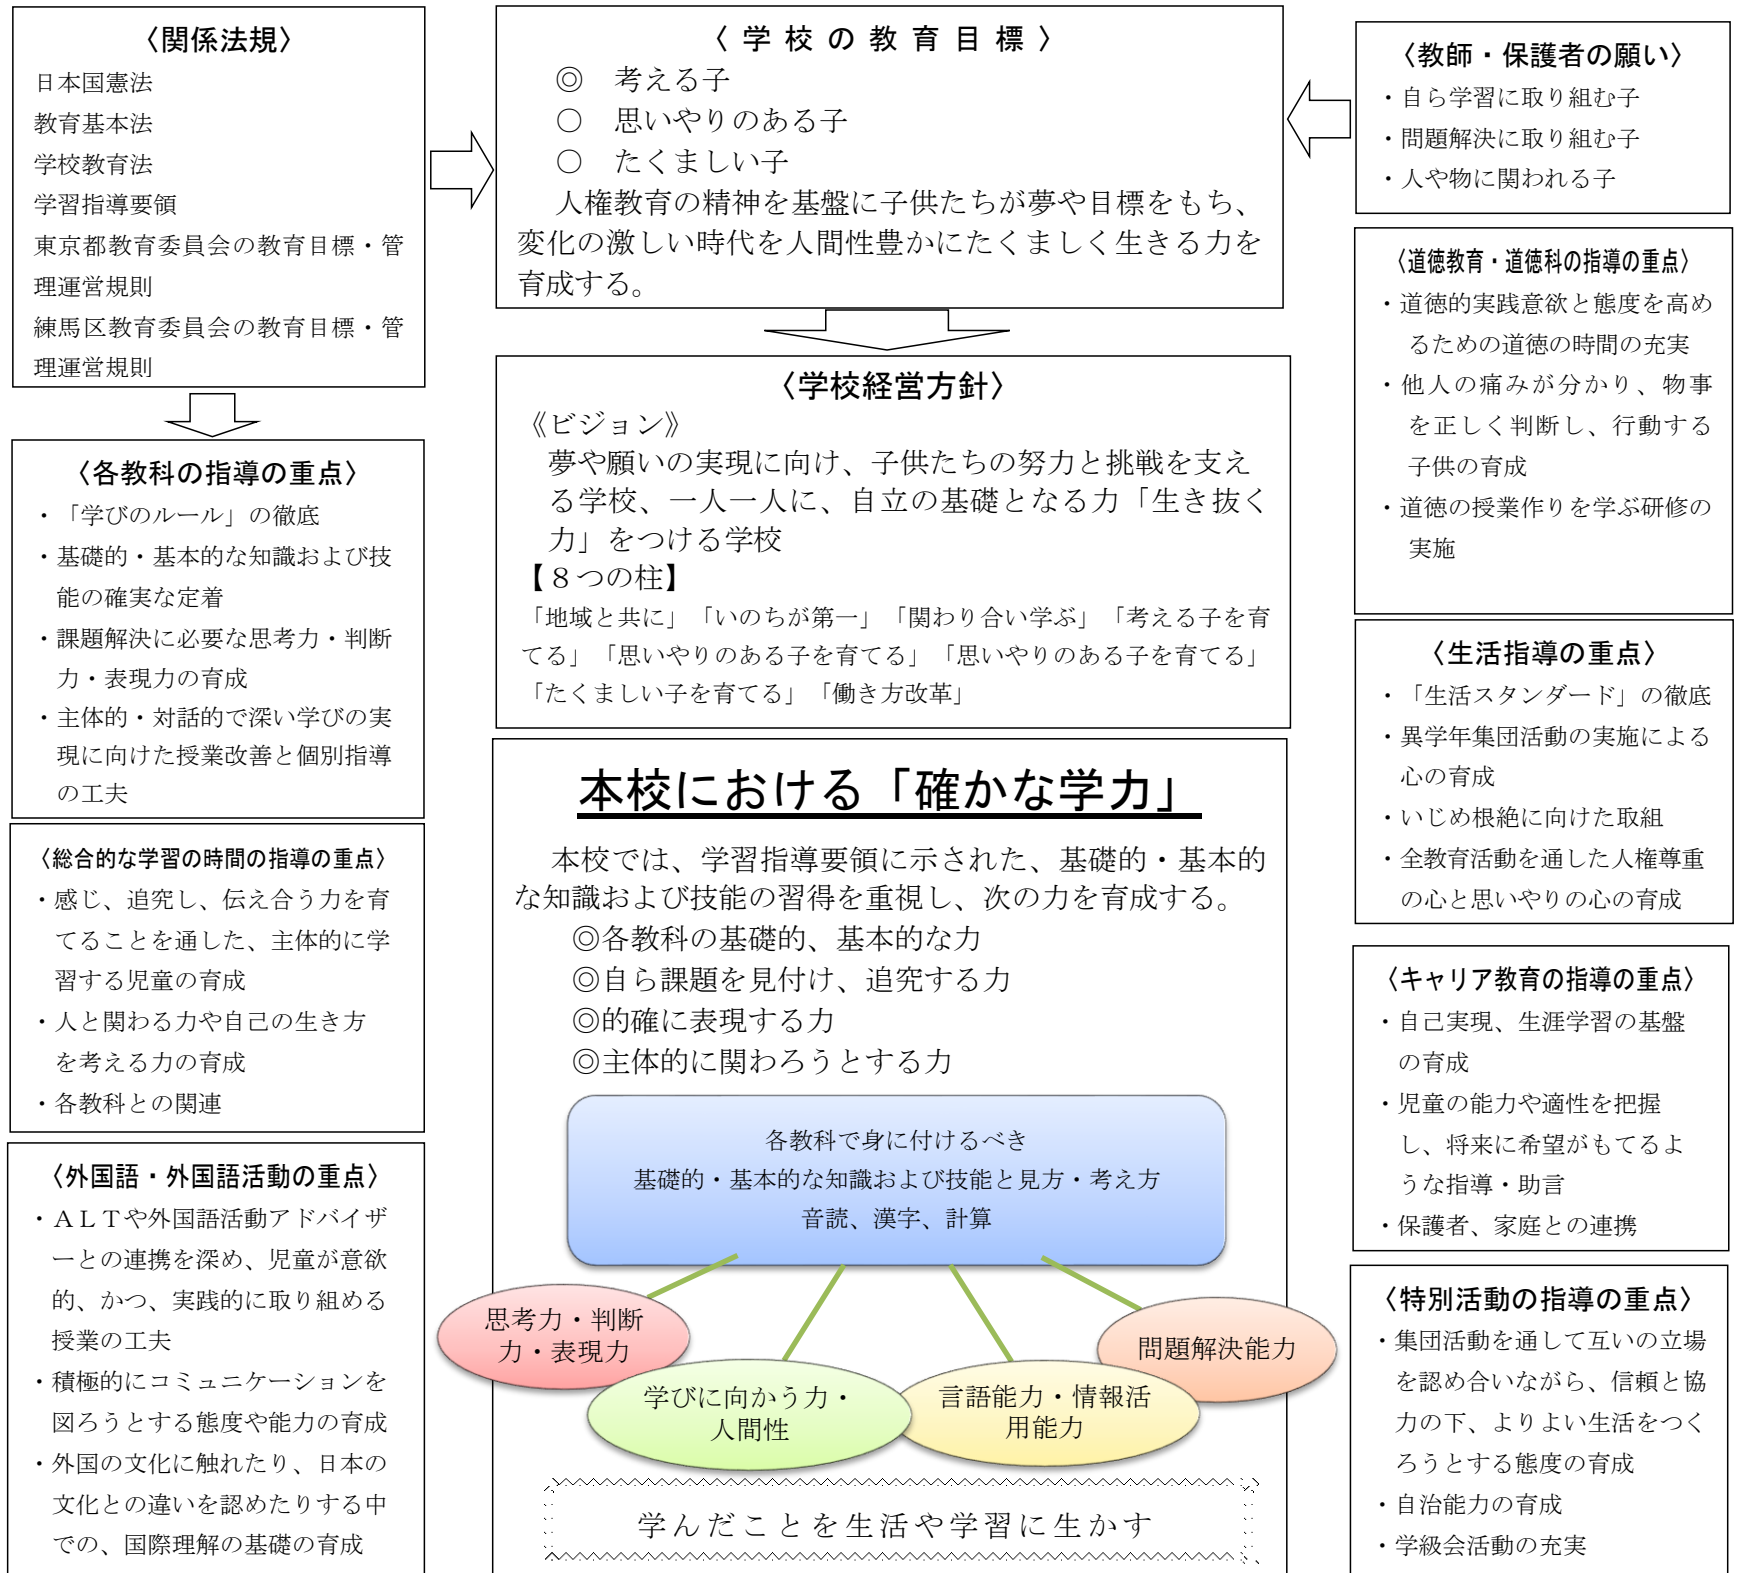 〈関係法規〉
日本国憲法
教育基本法
学校教育法
学習指導要領
東京都教育委員会の教育目標・管
理運営規則
練馬区教育委員会の教育目標・管
理運営規則
〈学校の教育目標〉
◎　考える子
○　思いやりのある子
○　たくましい子
人権教育の精神を基盤に子供たちが夢や目標をもち、
変化の激しい時代を人間性豊かにたくましく生きる力を
育成する。
〈教師・保護者の願い〉
・自ら学習に取り組む子
・問題解決に取り組む子
・人や物に関われる子
〈学校経営方針〉
《ビジョン》
夢や願いの実現に向け、子供たちの努力と挑戦を支え
る学校、一人一人に、自立の基礎となる力「生き抜く
力」をつける学校
【８つの柱】
「地域と共に」「いのちが第一」「関わり合い学ぶ」「考える子を育
てる」「思いやりのある子を育てる」「思いやりのある子を育てる」
「たくましい子を育てる」「働き方改革」
〈道徳教育・道徳科の指導の重点〉
・道徳的実践意欲と態度を高め
るための道徳の時間の充実
・他人の痛みが分かり、物事
を正しく判断し、行動する
子供の育成
・道徳の授業作りを学ぶ研修の
実施
〈各教科の指導の重点〉
・「学びのルール」の徹底
・基礎的・基本的な知識および技
能の確実な定着
・課題解決に必要な思考力・判断
力・表現力の育成
・主体的・対話的で深い学びの実
現に向けた授業改善と個別指導
の工夫
〈生活指導の重点〉
・「生活スタンダード」の徹底
・異学年集団活動の実施による
心の育成
・いじめ根絶に向けた取組
・全教育活動を通した人権尊重
の心と思いやりの心の育成
〈総合的な学習の時間の指導の重点〉
・感じ、追究し、伝え合う力を育
てることを通した、主体的に学
習する児童の育成
・人と関わる力や自己の生き方
を考える力の育成
・各教科との関連
本校における「確かな学力」
本校では、学習指導要領に示された、基礎的・基本的
な知識および技能の習得を重視し、次の力を育成する。
◎各教科の基礎的、基本的な力
◎自ら課題を見付け、追究する力
◎的確に表現する力
◎主体的に関わろうとする力
各教科で身に付けるべき
基礎的・基本的な知識および技能と見方・考え方
音読、漢字、計算
思考力・判断
力・表現力
学びに向かう力・
人間性
言語能力・情報活
用能力
問題解決能力
学んだことを生活や学習に生かす
〈キャリア教育の指導の重点〉
・自己実現、生涯学習の基盤
の育成
・児童の能力や適性を把握
し、将来に希望がもてるよ
うな指導・助言
・保護者、家庭との連携
〈外国語・外国語活動の重点〉
・ＡＬＴや外国語活動アドバイザ
ーとの連携を深め、児童が意欲
的、かつ、実践的に取り組める
授業の工夫
・積極的にコミュニケーションを
図ろうとする態度や能力の育成
・外国の文化に触れたり、日本の
文化との違いを認めたりする中
での、国際理解の基礎の育成
〈特別活動の指導の重点〉
・集団活動を通して互いの立場
を認め合いながら、信頼と協
力の下、よりよい生活をつく
ろうとする態度の育成
・自治能力の育成
・学級会活動の充実